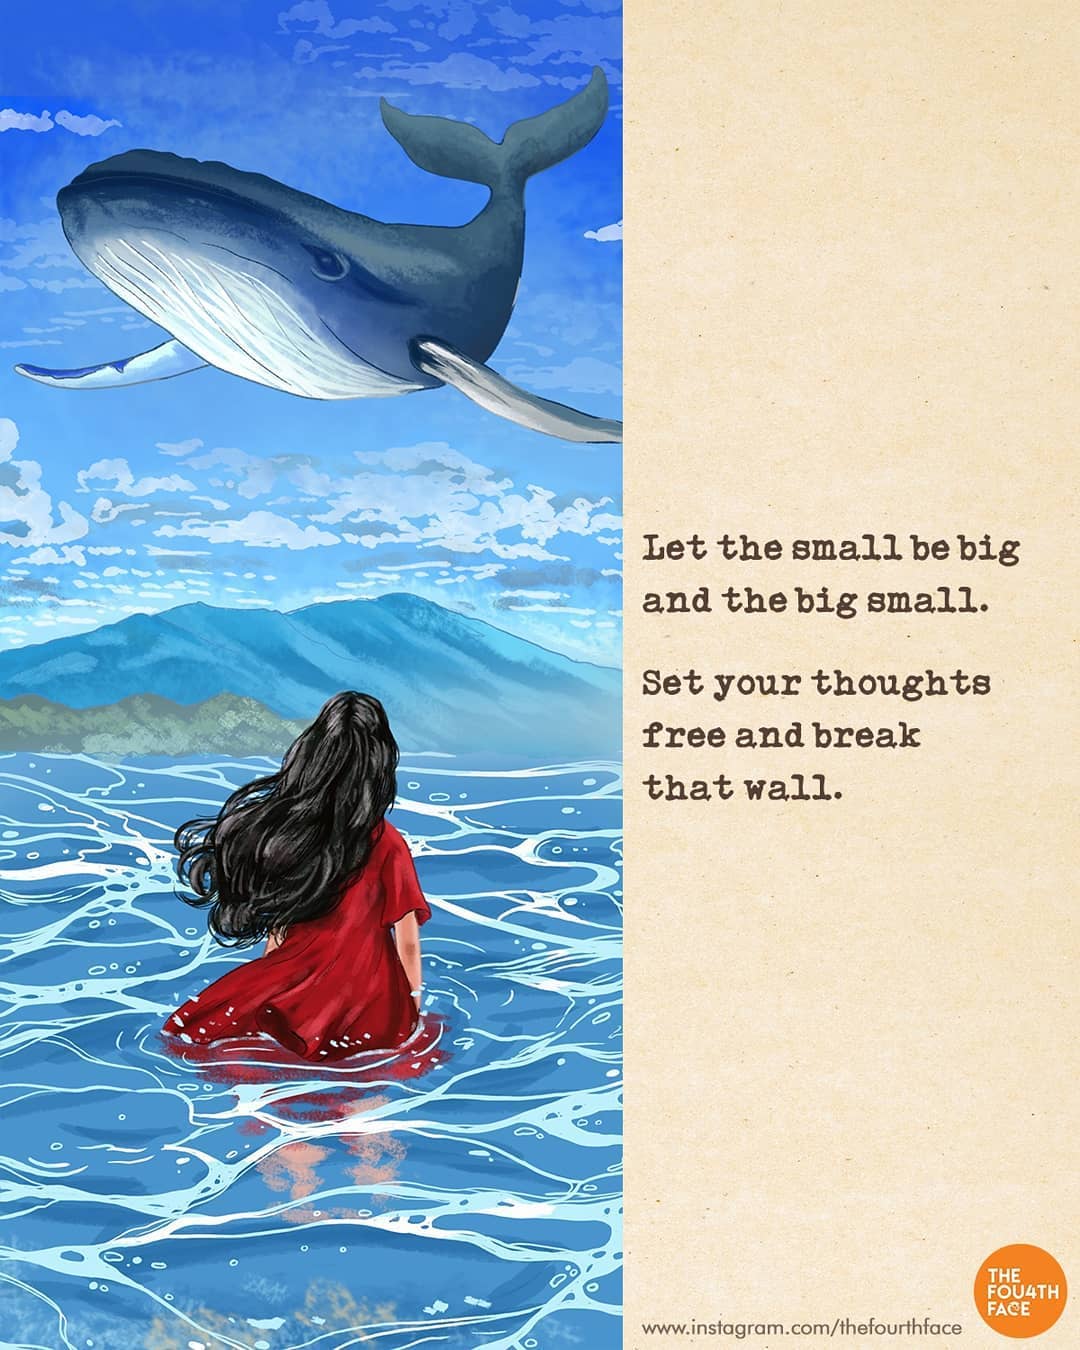 Let the small be big
and the big small.
Set your thoughts
free and break
that wall.
www.instagram.com/thefourthface
THE
FOU4TH
FACE